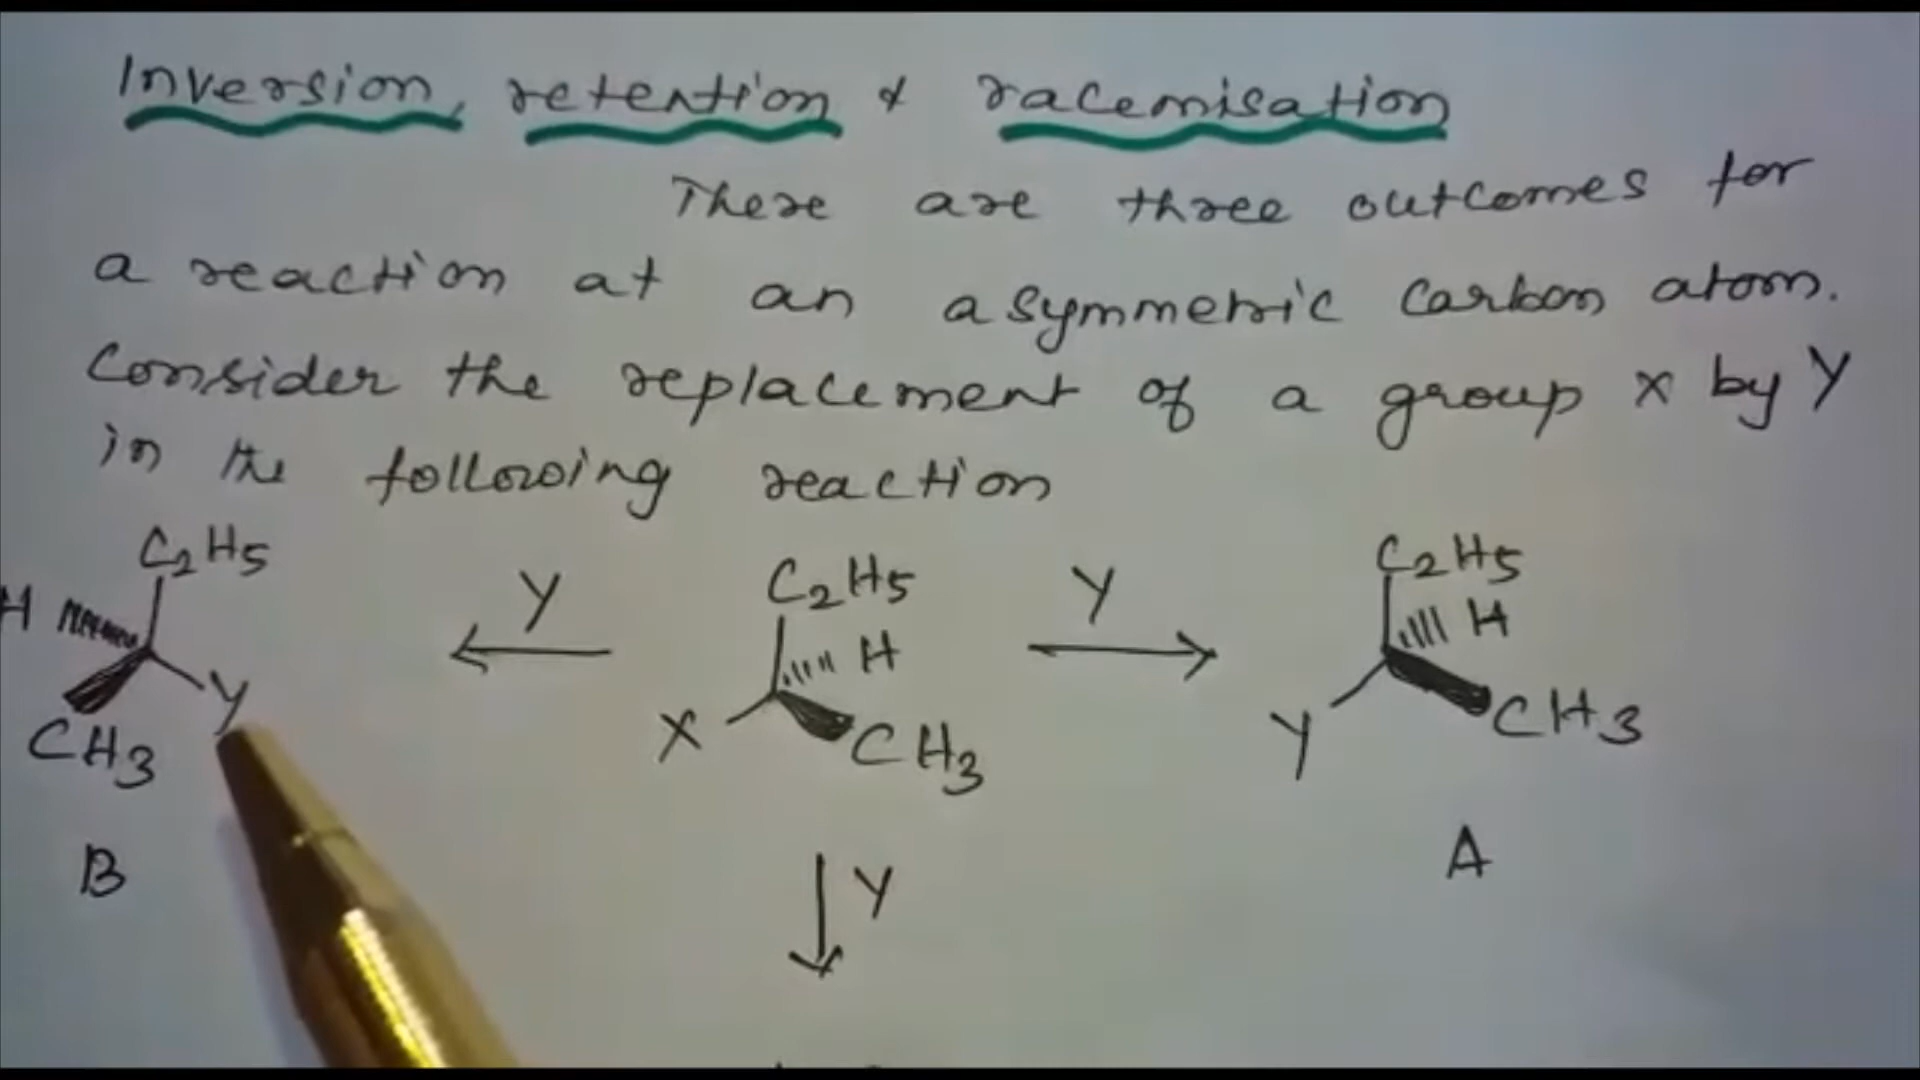 Inversion, retention & racemisation
There are three outcomes for
a reaction at an asymmetric carbon atom.
Consider the replacement of a group X by Y
in the following reaction
C2H5 Y C2H5 Y C2H5
H H H
Y X Y
CH3 CH3 CH3
B Y A